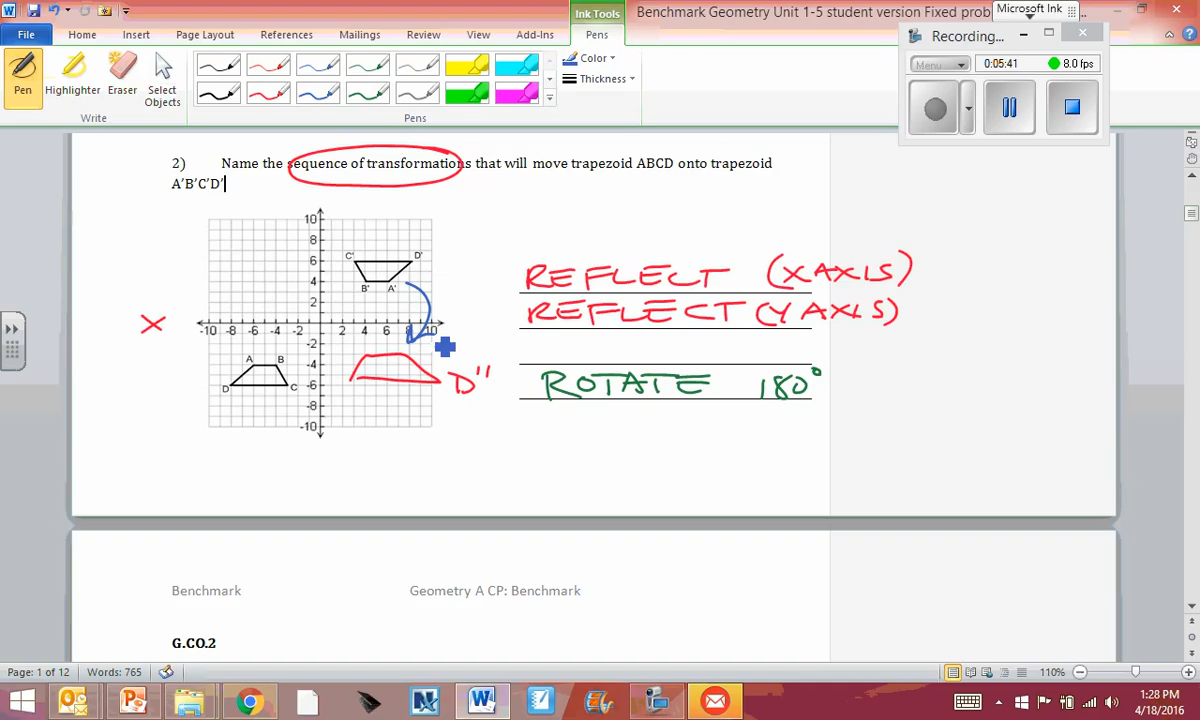 Ink Tools
Benchmark Geometry Unit 1-5 student version Fixed prob
Microsoft Ink
File Home Insert Page Layout References Mailings Review View Add-Ins Pens
Recording...
Menu 0:05:41 8.0 fps
Pen Highlighter Eraser Select Objects
Color
Thickness
Write Pens
2) Name the sequence of transformations that will move trapezoid ABCD onto trapezoid
A'B'C'D'
10
8
6
4
2
-10 -8 -6 -4 -2 2 4 6 8 10
-2
-4
-6
-8
-10
C' D'
B' A'
A B
D C
X
D"
REFLECT (X AXIS)
REFLECT (Y AXIS)
ROTATE 180°
Benchmark Geometry A CP: Benchmark
G.CO.2
Page: 1 of 12 Words: 765 110%
1:28 PM
4/18/2016